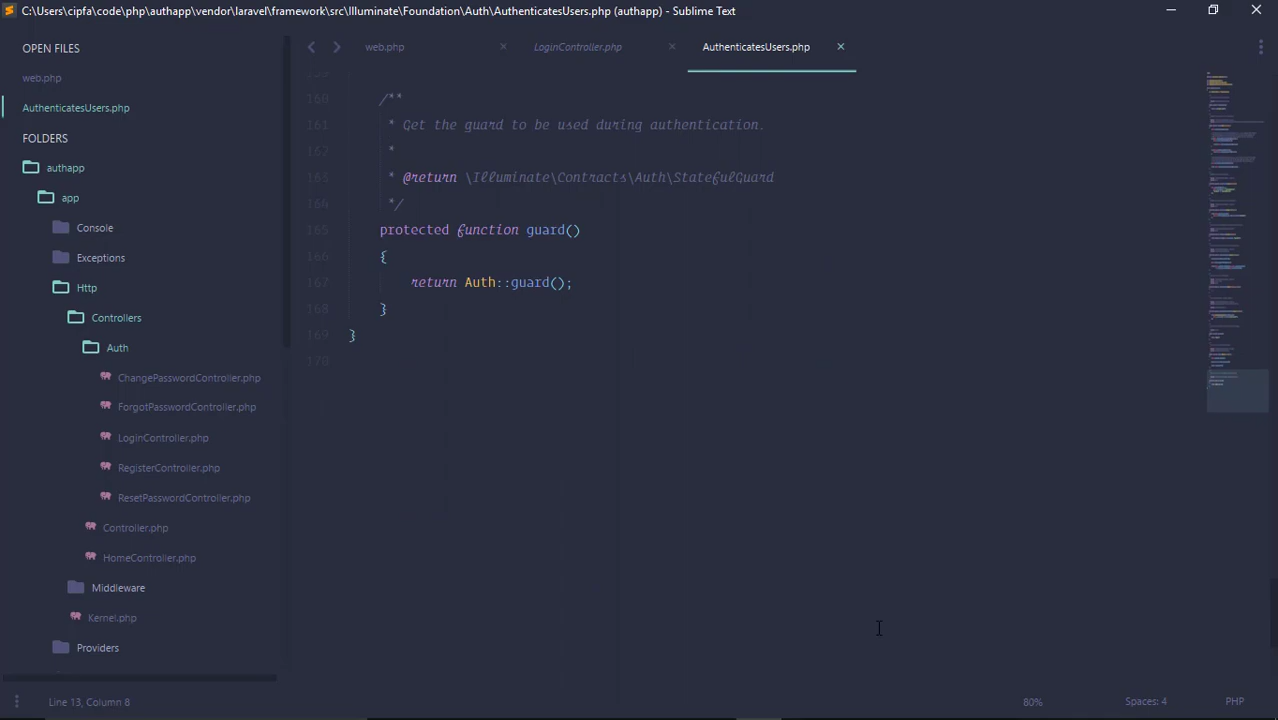 C:\Users\cipfa\code\php\authapp\vendor\laravel\framework\src\Illuminate\Foundation\Auth\AuthenticatesUsers.php (authapp) - Sublime Text
OPEN FILES
web.php
AuthenticatesUsers.php
FOLDERS
authapp
app
Console
Exceptions
Http
Controllers
Auth
ChangePasswordController.php
ForgotPasswordController.php
LoginController.php
RegisterController.php
ResetPasswordController.php
Controller.php
HomeController.php
Middleware
Kernel.php
Providers
web.php
LoginController.php
AuthenticatesUsers.php
159
160 /**
161 * Get the guard to be used during authentication.
162 *
163 * @return \Illuminate\Contracts\Auth\StatefulGuard
164 */
165 protected function guard()
166 {
167 return Auth::guard();
168 }
169 }
170
Line 13, Column 8
80%
Spaces: 4
PHP